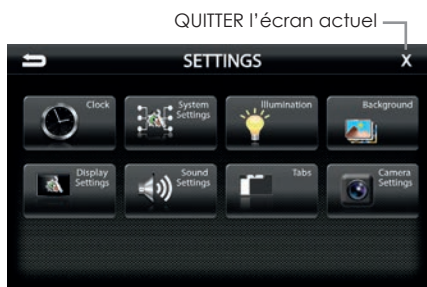 QUITTER l'écran actuel
SETTINGS X
Clock
System
Settings
Illumination
Background
Display
Settings
Sound
Settings
Tabs
Camera
Settings